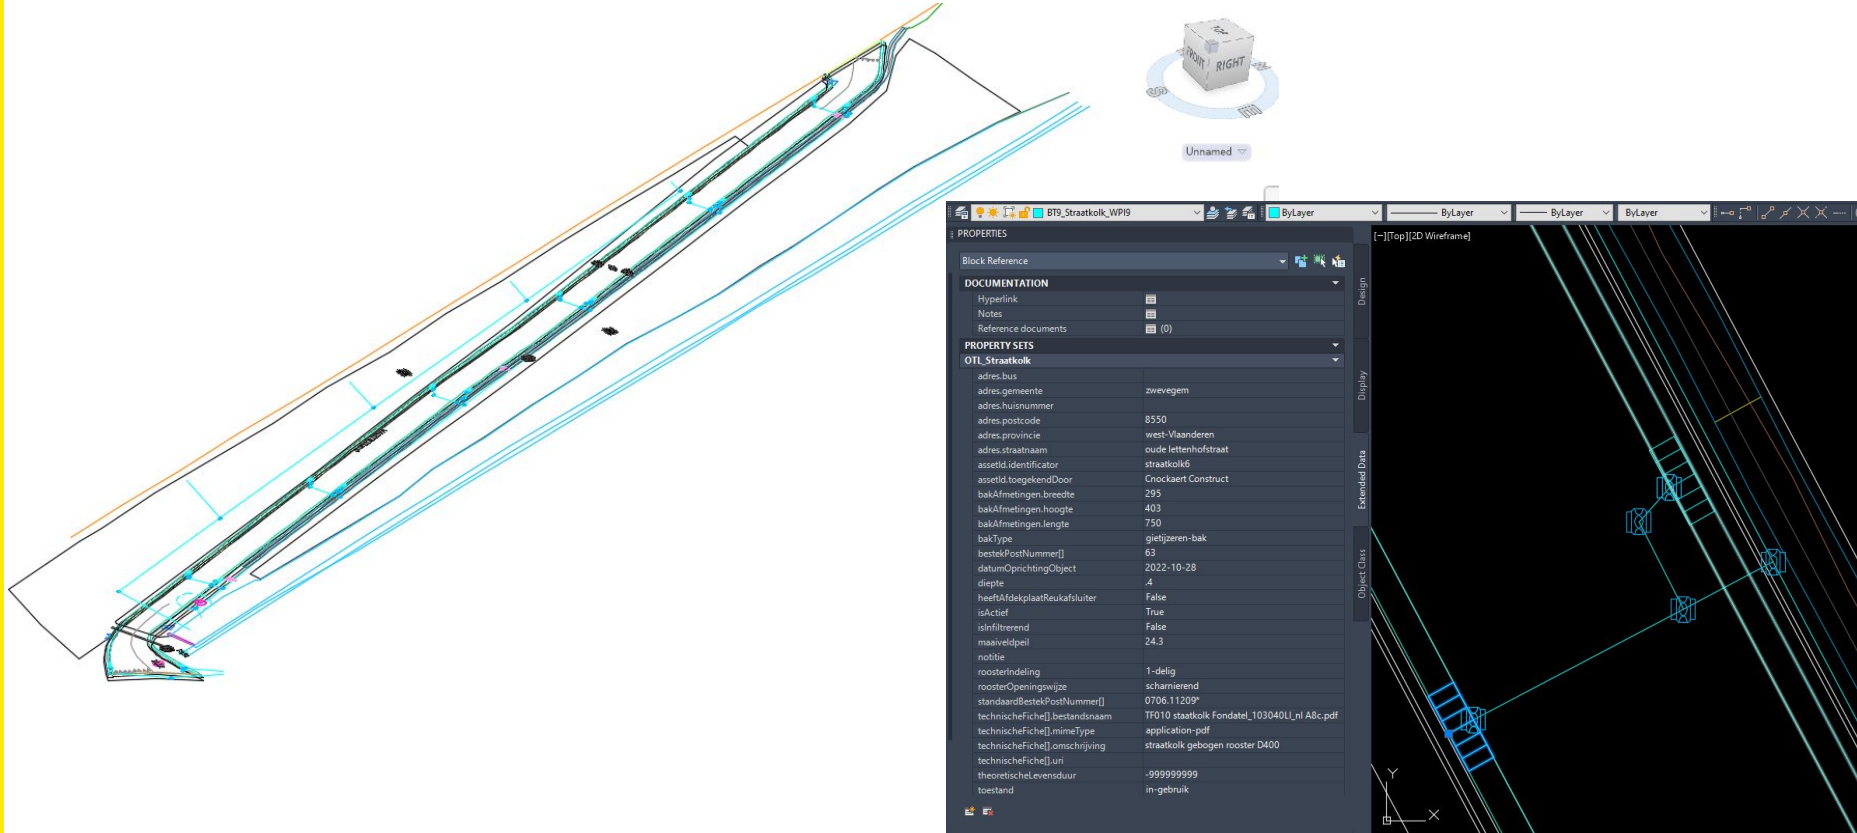 TOP
FRONT
RIGHT
S
E
Unnamed
BT9_Straatkolk_WPI9
ByLayer
ByLayer
ByLayer
ByLayer
PROPERTIES
Block Reference
DOCUMENTATION
Hyperlink
Notes
Reference documents (0)
PROPERTY SETS
OTL_Straatkolk
adres.bus
adres.gemeente zwevegem
adres.huisnummer
adres.postcode 8550
adres.provincie west-Vlaanderen
adres.straatnaam oude lettenhofstraat
assetId.identificator straatkolk6
assetId.toegekendDoor Cnockaert Construct
bakAfmetingen.breedte 295
bakAfmetingen.hoogte 403
bakAfmetingen.lengte 750
bakType gietijzeren-bak
bestekPostNummer[] 63
datumOprichtingObject 2022-10-28
diepte .4
heeftAfdekplaatReukafsluiter False
isActief True
isInfiltrerend False
maaiveldpeil 24.3
notitie
roosterIndeling 1-delig
roosterOpeningswijze scharnierend
standaardBestekPostNummer[] 0706.11209*
technischeFiche[].bestandsnaam TF010 staatkolk Fondatel_103040LI_nl A8c.pdf
technischeFiche[].mimeType application-pdf
technischeFiche[].omschrijving straatkolk gebogen rooster D400
technischeFiche[].uri
theoretischeLevensduur -999999999
toestand in-gebruik
Design
Display
Extended Data
Object Class
[−][Top][2D Wireframe]
Y
X